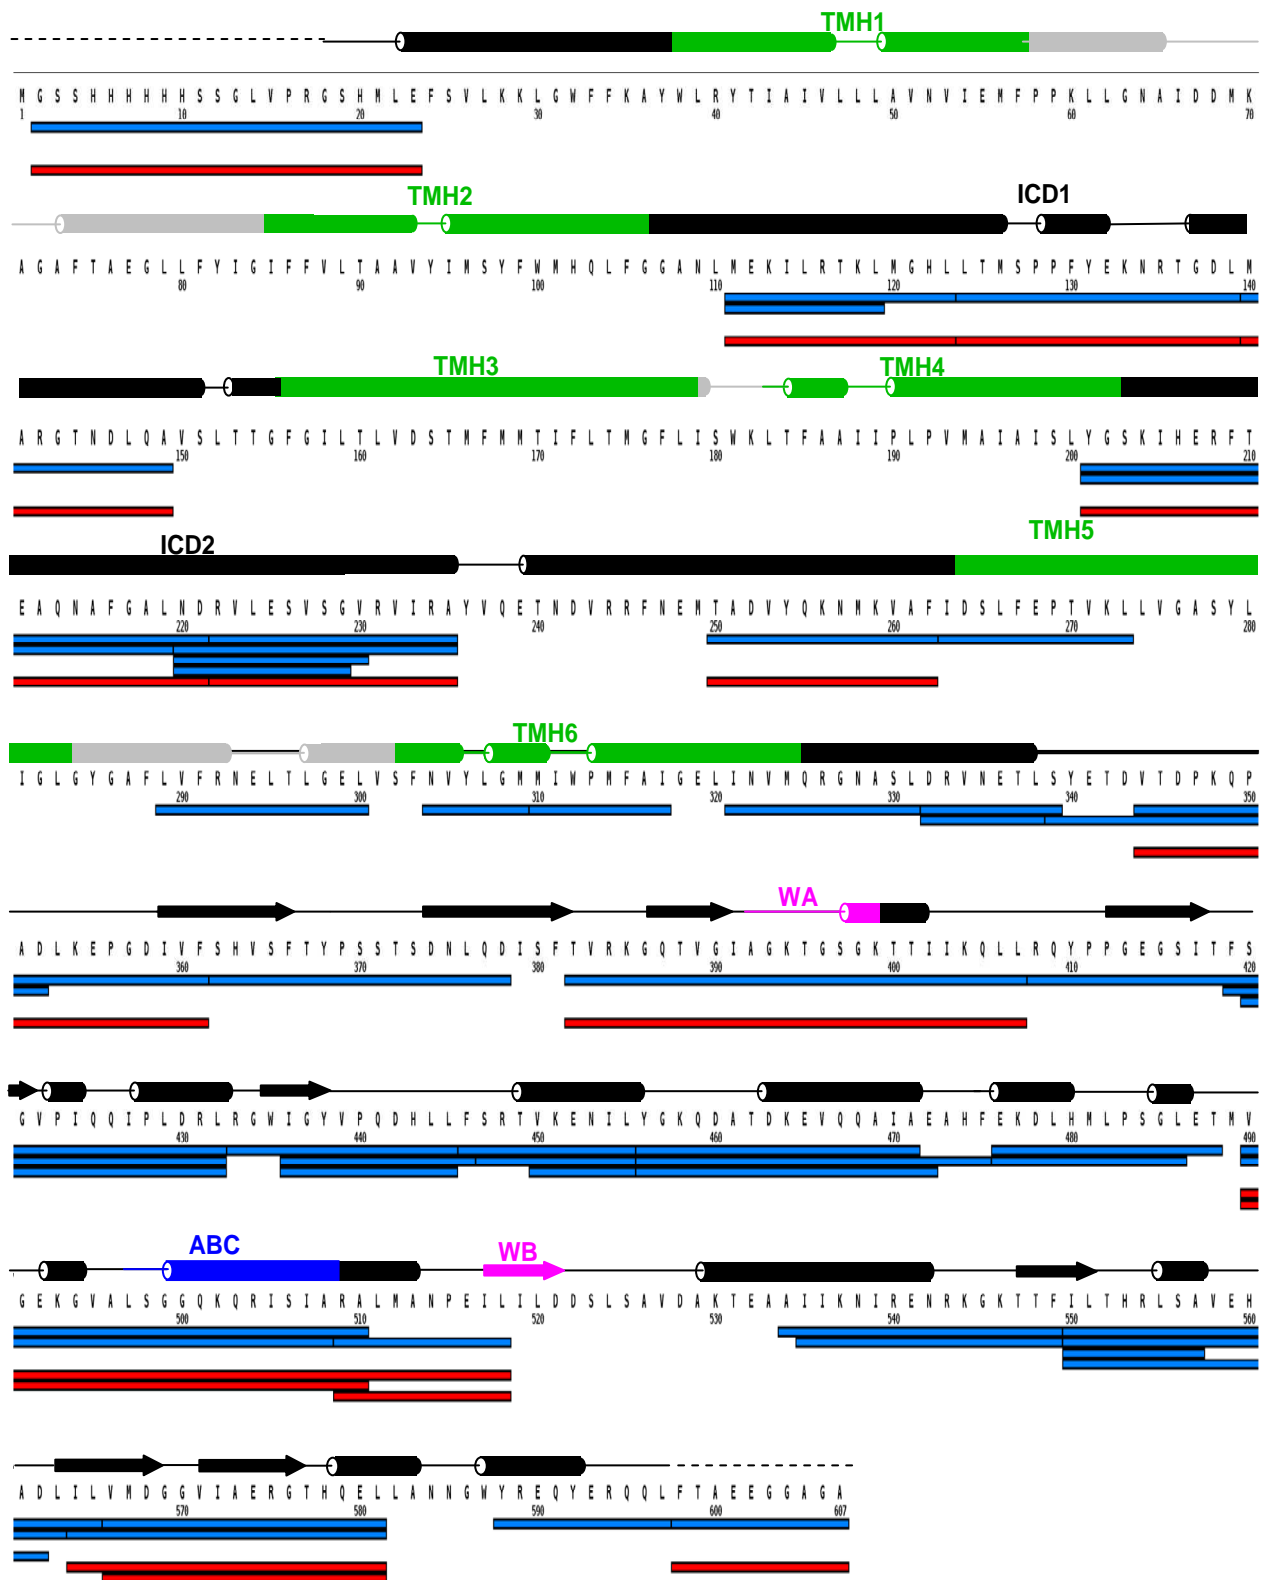 TMH1
M G S S H H H H H H S S G L V P R G S H M L E F S V L K K L G W F F K A Y W L R Y T I A I V L L L A V N V I E M F P P K L L G N A I D D M K
1 10 20 30 40 50 60 70
TMH2 ICD1
A G A F T A E G L L F Y I G I F F V L T A A V Y I M S Y F W M H Q L F G G A N L M E K I L R T K L M G H L L T M S P P F Y E K N R T G D L M
80 90 100 110 120 130 140
TMH3 TMH4
A R G T N D L Q A V S L T T G F G I L T L V D S T M F M M T I F L T M G F L I S W K L T F A A I I P L P V M A I A I S L Y G S K I H E R F T
150 160 170 180 190 200 210
ICD2 TMH5
E A Q N A F G A L N D R V L E S V S G V R V I R A Y V Q E T N D V R R F N E M T A D V Y Q K N M K V A F I D S L F E P T V K L L V G A S Y L
220 230 240 250 260 270 280
TMH6
I G L G Y G A F L V F R N E L T L G E L V S F N V Y L G M M I W P M F A I G E L I N V M Q R G N A S L D R V N E T L S Y E T D V T D P K Q P
290 300 310 320 330 340 350
WA
A D L K E P G D I V F S H V S F T Y P S S T S D N L Q D I S F T V R K G Q T V G I A G K T G S G K T T I I K Q L L R Q Y P P G E G S I T F S
360 370 380 390 400 410 420
G V P I Q Q I P L D R L R G W I G Y V P Q D H L L F S R T V K E N I L Y G K Q D A T D K E V Q Q A I A E A H F E K D L H M L P S G L E T M V
430 440 450 460 470 480 490
ABC WB
G E K G V A L S G G Q K Q R I S I A R A L M A N P E I L I L D D S L S A V D A K T E A A I I K N I R E N R K G K T T F I L T H R L S A V E H
500 510 520 530 540 550 560
A D L I L V M D G G V I A E R G T H Q E L L A N N G W Y R E Q Y E R Q Q L F T A E E G G A G A
570 580 590 600 607